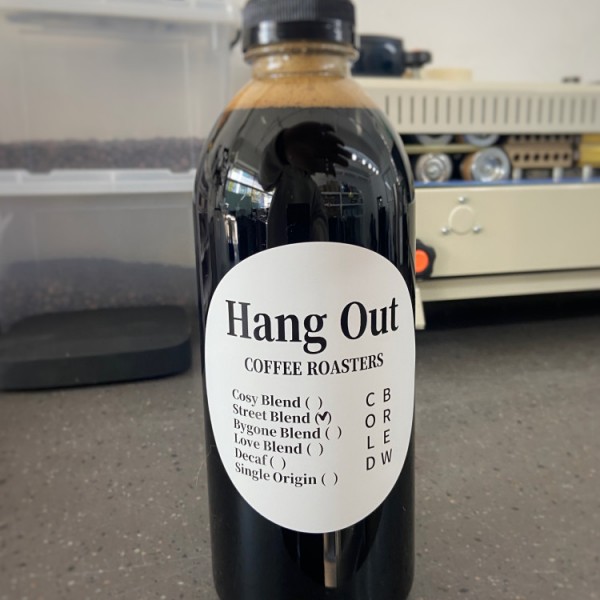 Hang Out
COFFEE ROASTERS
Cosy Blend ( )
Street Blend (✓)
Bygone Blend ( )
Love Blend ( )
Decaf ( )
Single Origin ( )
COLD
BREW